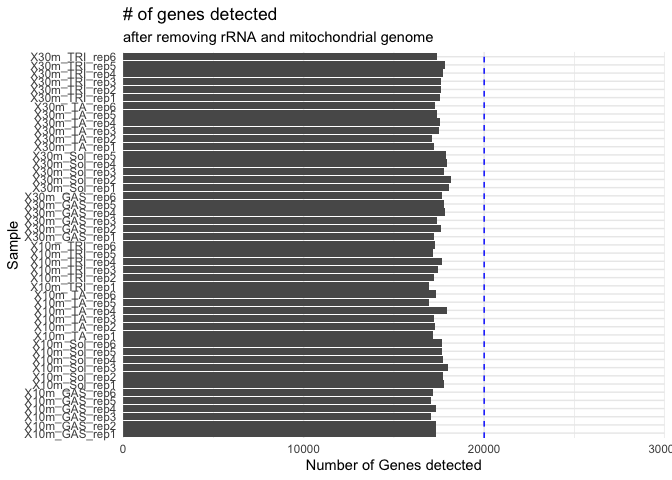 # of genes detected
after removing rRNA and mitochondrial Genome
X30m_TRI_rep6
X30m_TRI_rep5
X30m_TRI_rep4
X30m_TRI_rep3
X30m_TRI_rep2
X30m_TRI_rep1
X30m_TA_rep6
X30m_TA_rep5
X30m_TA_rep4
X30m_TA_rep3
X30m_TA_rep2
X30m_TA_rep1
X30m_Sol_rep5
X30m_Sol_rep4
X30m_Sol_rep3
X30m_Sol_rep2
X30m_Sol_rep1
X30m_GAS_rep6
X30m_GAS_rep5
X30m_GAS_rep4
X30m_GAS_rep3
X30m_GAS_rep2
X30m_GAS_rep1
X10m_TRI_rep6
X10m_TRI_rep5
X10m_TRI_rep4
X10m_TRI_rep3
X10m_TRI_rep2
X10m_TRI_rep1
X10m_TA_rep6
X10m_TA_rep5
X10m_TA_rep4
X10m_TA_rep3
X10m_TA_rep2
X10m_TA_rep1
X10m_Sol_rep6
X10m_Sol_rep5
X10m_Sol_rep4
X10m_Sol_rep3
X10m_Sol_rep2
X10m_Sol_rep1
X10m_GAS_rep6
X10m_GAS_rep5
X10m_GAS_rep4
X10m_GAS_rep3
X10m_GAS_rep2
X10m_GAS_rep1
Sample
0 10000 20000 3000
Number of Genes detected